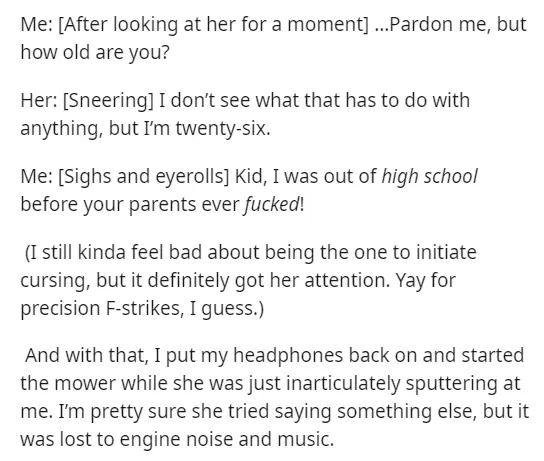 Me: [After looking at her for a moment] …Pardon me, but
how old are you?
Her: [Sneering] I don’t see what that has to do with
anything, but I’m twenty-six.
Me: [Sighs and eyerolls] Kid, I was out of high school
before your parents ever fucked!
(I still kinda feel bad about being the one to initiate
cursing, but it definitely got her attention. Yay for
precision F-strikes, I guess.)
And with that, I put my headphones back on and started
the mower while she was just inarticulately sputtering at
me. I’m pretty sure she tried saying something else, but it
was lost to engine noise and music.